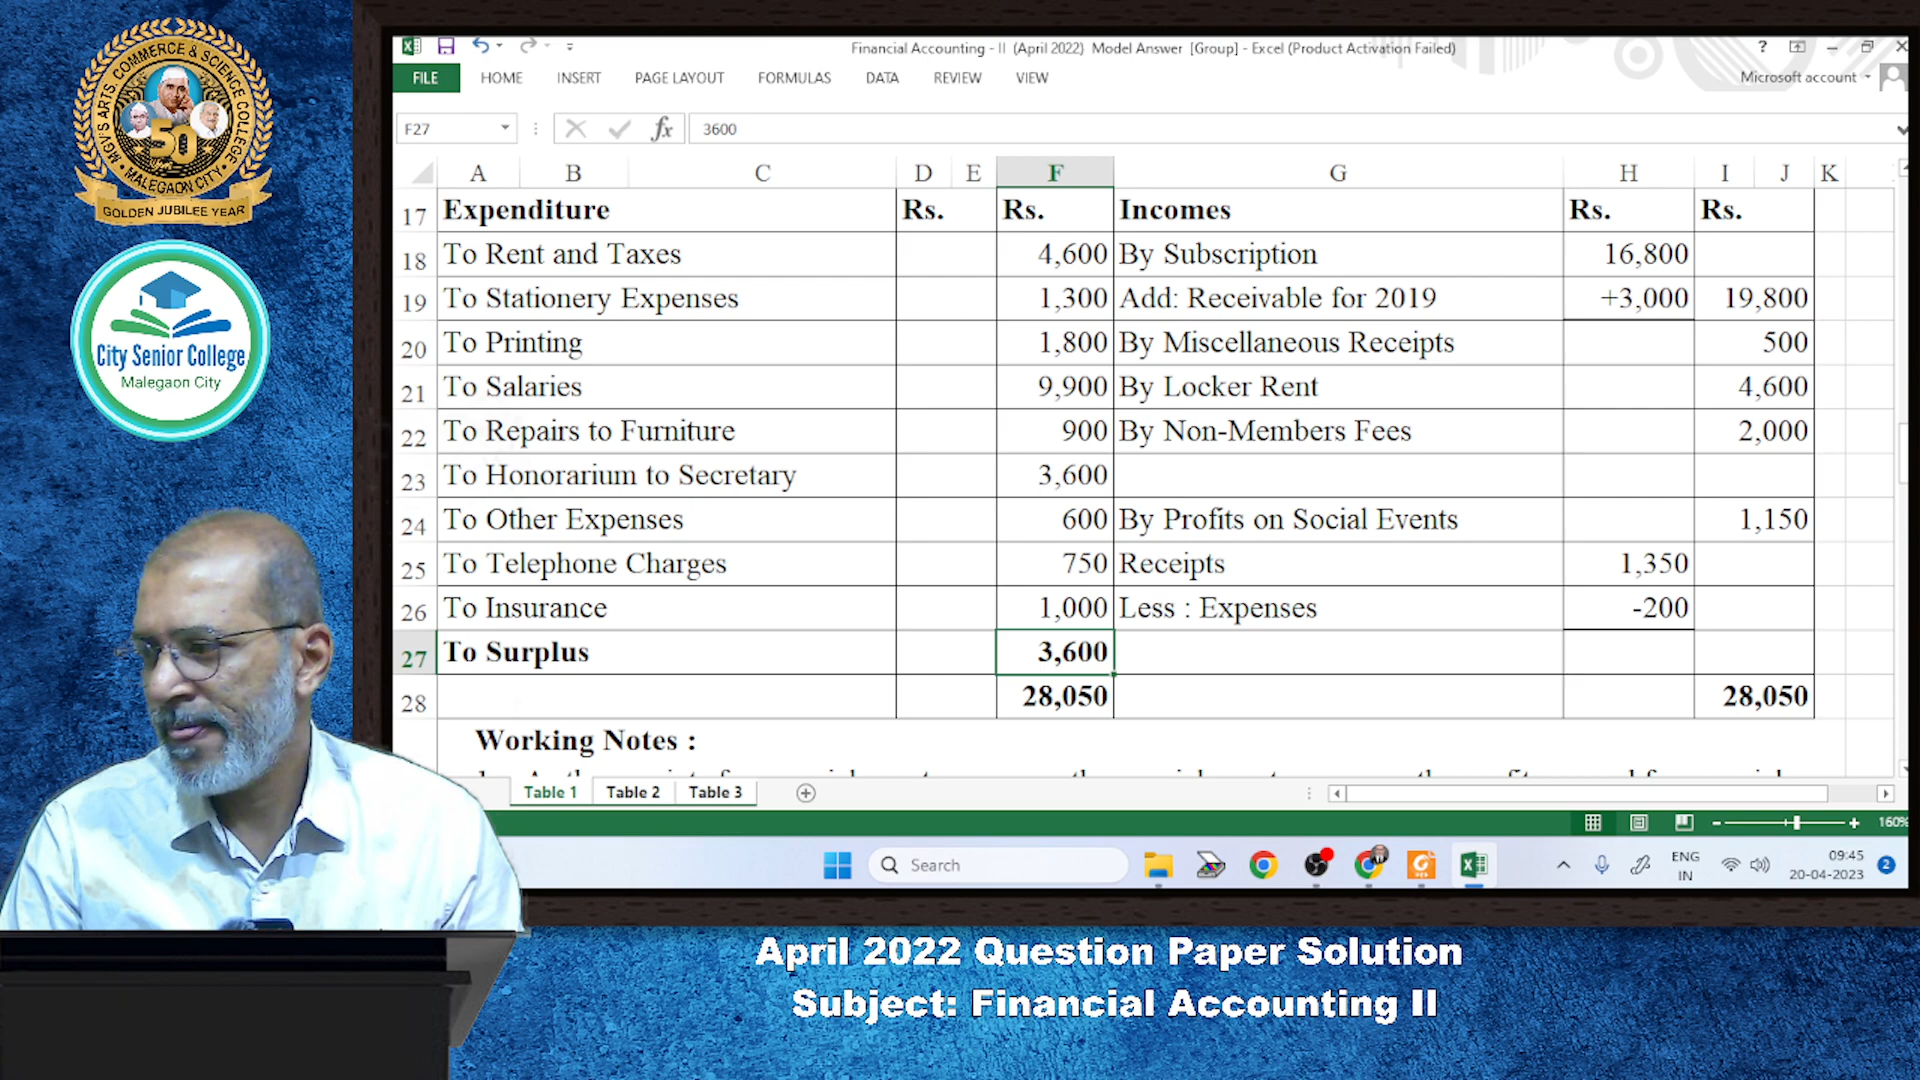 MGV'S ARTS COMMERCE & SCIENCE COLLEGE
MALEGAON CITY
50
GOLDEN JUBILEE YEAR
City Senior College
Malegaon City
Financial Accounting - II (April 2022) Model Answer [Group] - Excel (Product Activation Failed)
FILE HOME INSERT PAGE LAYOUT FORMULAS DATA REVIEW VIEW Microsoft account
F27 fx 3600
A B C D E F G H I J K
17 Expenditure Rs. Rs. Incomes Rs. Rs.
18 To Rent and Taxes 4,600 By Subscription 16,800
19 To Stationery Expenses 1,300 Add: Receivable for 2019 +3,000 19,800
20 To Printing 1,800 By Miscellaneous Receipts 500
21 To Salaries 9,900 By Locker Rent 4,600
22 To Repairs to Furniture 900 By Non-Members Fees 2,000
23 To Honorarium to Secretary 3,600
24 To Other Expenses 600 By Profits on Social Events 1,150
25 To Telephone Charges 750 Receipts 1,350
26 To Insurance 1,000 Less : Expenses -200
27 To Surplus 3,600
28 28,050 28,050
Working Notes :
Table 1 Table 2 Table 3
160%
Search
ENG
IN
09:45
20-04-2023
2
April 2022 Question Paper Solution
Subject: Financial Accounting II